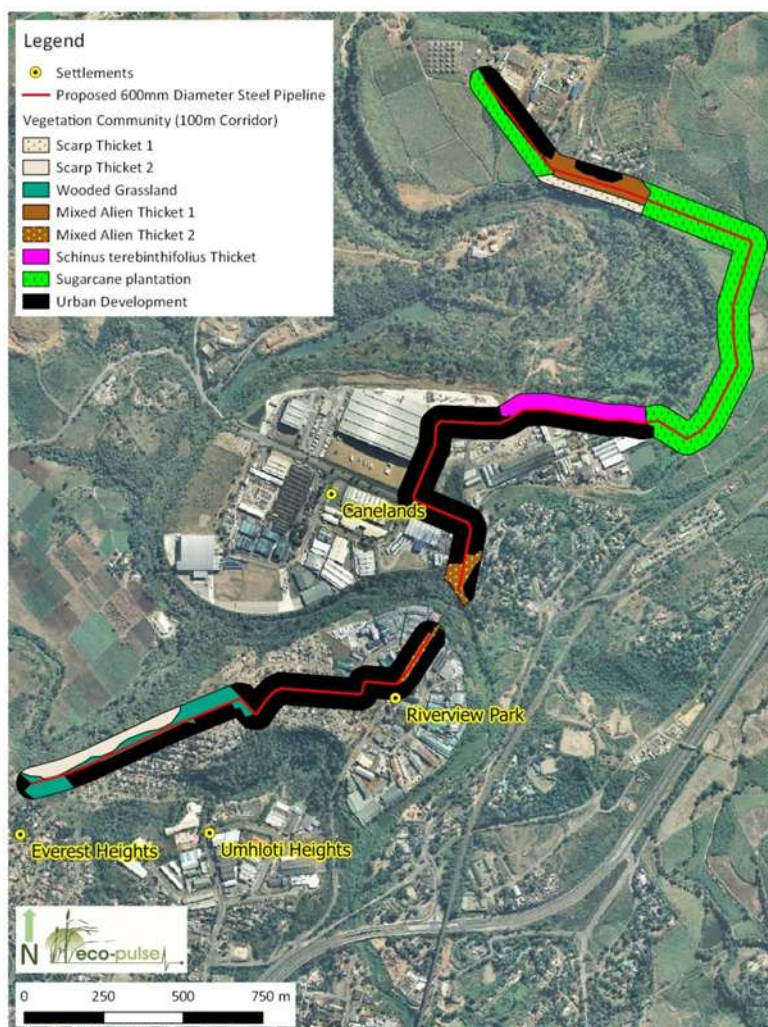 Legend
Settlements
Proposed 600mm Diameter Steel Pipeline
Vegetation Community (100m Corridor)
Scarp Thicket 1
Scarp Thicket 2
Wooded Grassland
Mixed Alien Thicket 1
Mixed Alien Thicket 2
Schinus terebinthifolius Thicket
Sugarcane plantation
Urban Development
Canelands
Riverview Park
Everest Heights
Umhloti Heights
N
eco-pulse
0 250 500 750 m